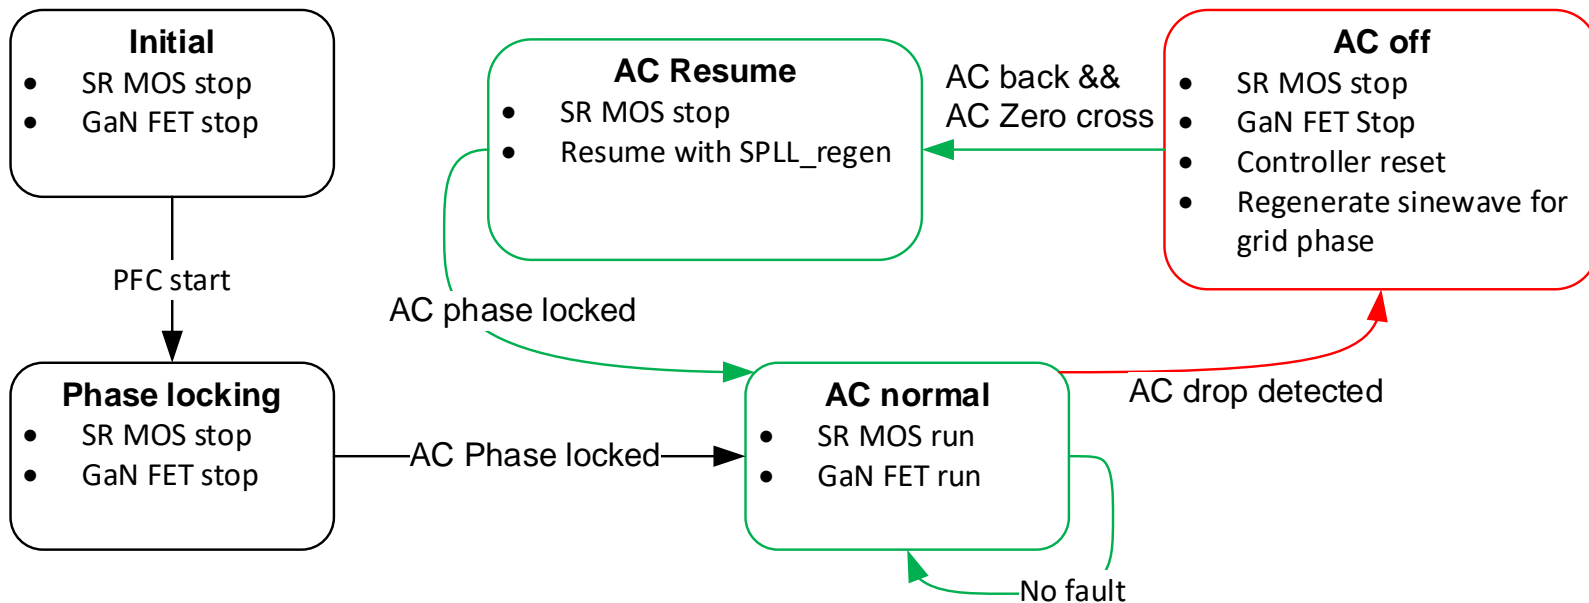 Initial
• SR MOS stop
• GaN FET stop
PFC start
Phase locking
• SR MOS stop
• GaN FET stop
AC Phase locked
AC Resume
• SR MOS stop
• Resume with SPLL_regen
AC phase locked
AC back &&
AC Zero cross
AC off
• SR MOS stop
• GaN FET Stop
• Controller reset
• Regenerate sinewave for
grid phase
AC normal
• SR MOS run
• GaN FET run
AC drop detected
No fault